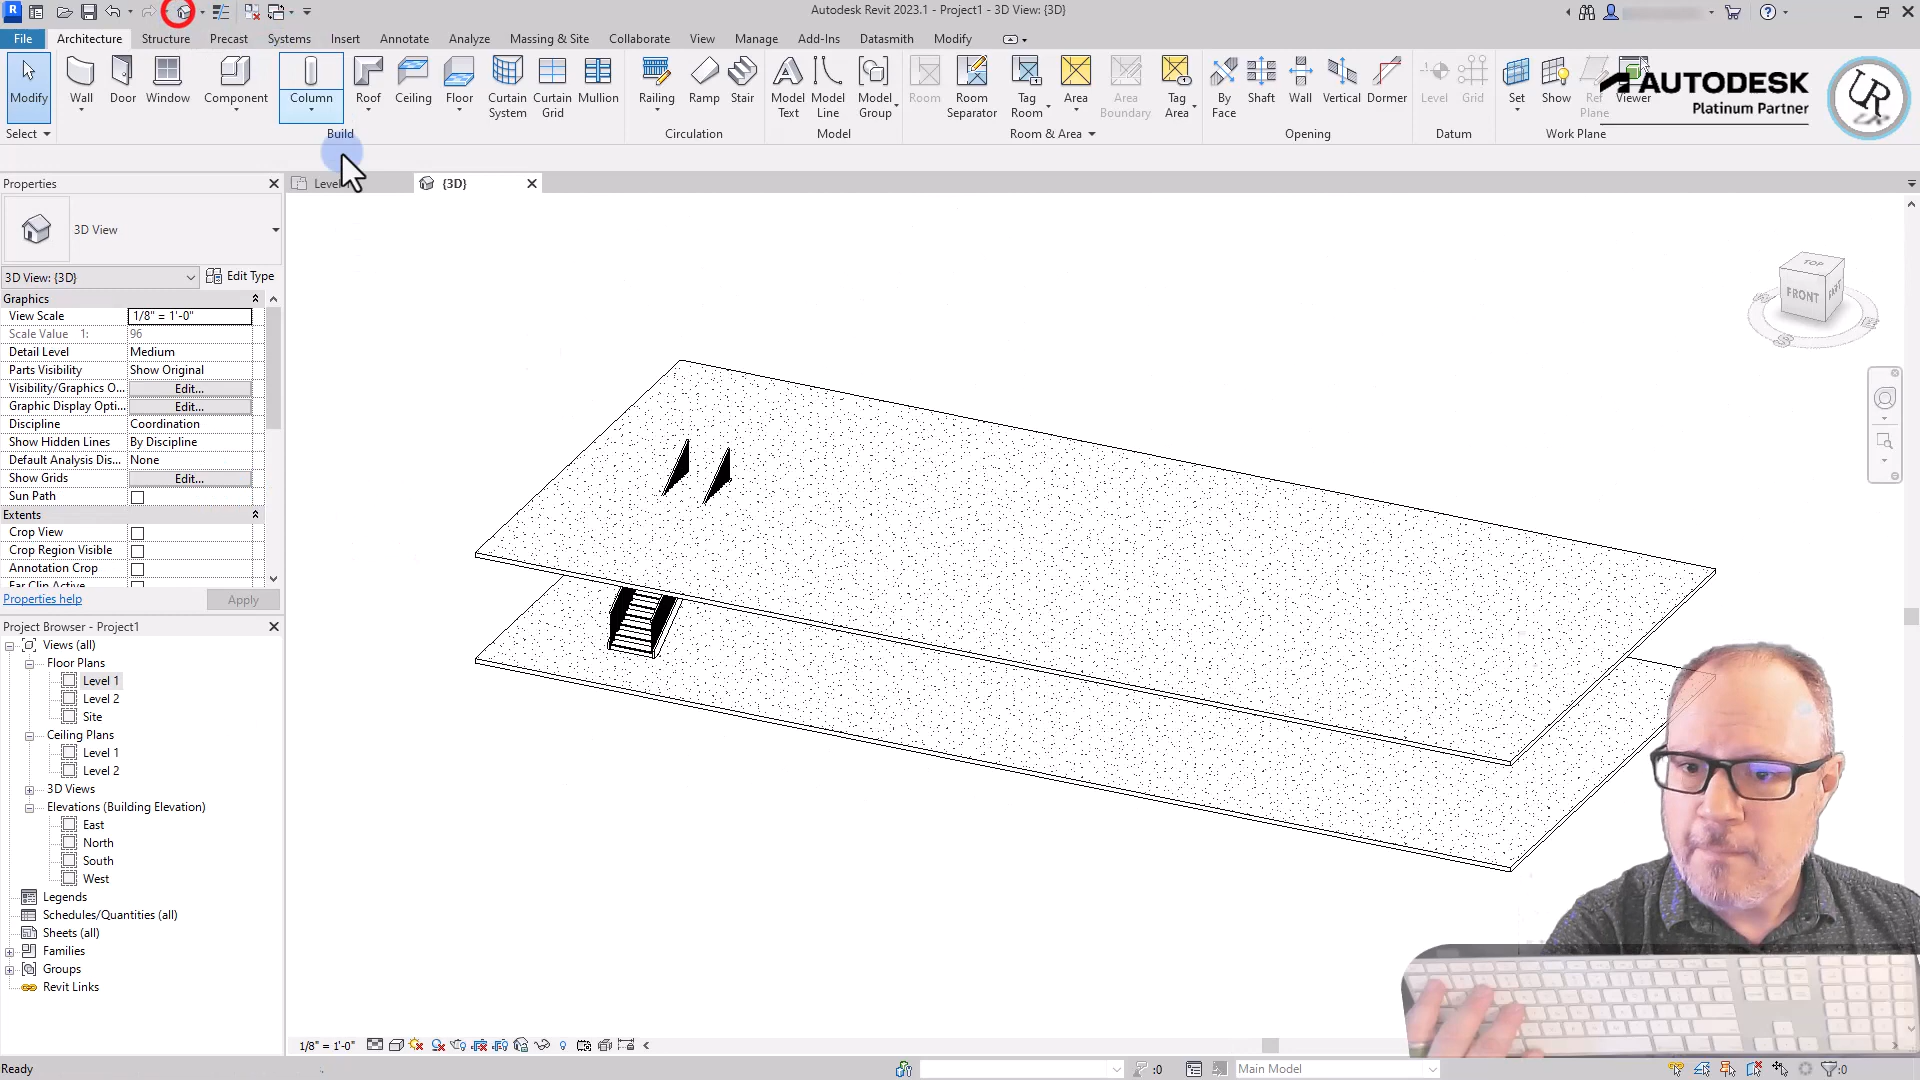 Autodesk Revit 2023.1 - Project1 - 3D View: {3D}
File Architecture Structure Precast Systems Insert Annotate Analyze Massing & Site Collaborate View Manage Add-Ins Datasmith Modify
Modify Wall Door Window Component Column Roof Ceiling Floor Curtain System Curtain Grid Mullion Railing Ramp Stair Model Text Model Line Model Group Room Room Separator Tag Room Area Area Boundary Tag Area By Face Shaft Wall Vertical Dormer Level Grid Set Show Ref Plane Viewer
AUTODESK
Platinum Partner
UR
Select Build Circulation Model Room & Area Opening Datum Work Plane
Properties
Level
{3D}
3D View
3D View: {3D} Edit Type
Graphics
View Scale 1/8" = 1'-0"
Scale Value 1: 96
Detail Level Medium
Parts Visibility Show Original
Visibility/Graphics O... Edit...
Graphic Display Opti... Edit...
Discipline Coordination
Show Hidden Lines By Discipline
Default Analysis Dis... None
Show Grids Edit...
Sun Path
Extents
Crop View
Crop Region Visible
Annotation Crop
Far Clip Active
Properties help Apply
TOP
FRONT
Project Browser - Project1
Views (all)
Floor Plans
Level 1
Level 2
Site
Ceiling Plans
Level 1
Level 2
3D Views
Elevations (Building Elevation)
East
North
South
West
Legends
Schedules/Quantities (all)
Sheets (all)
Families
Groups
Revit Links
1/8" = 1'-0"
Ready
:0
Main Model
:0